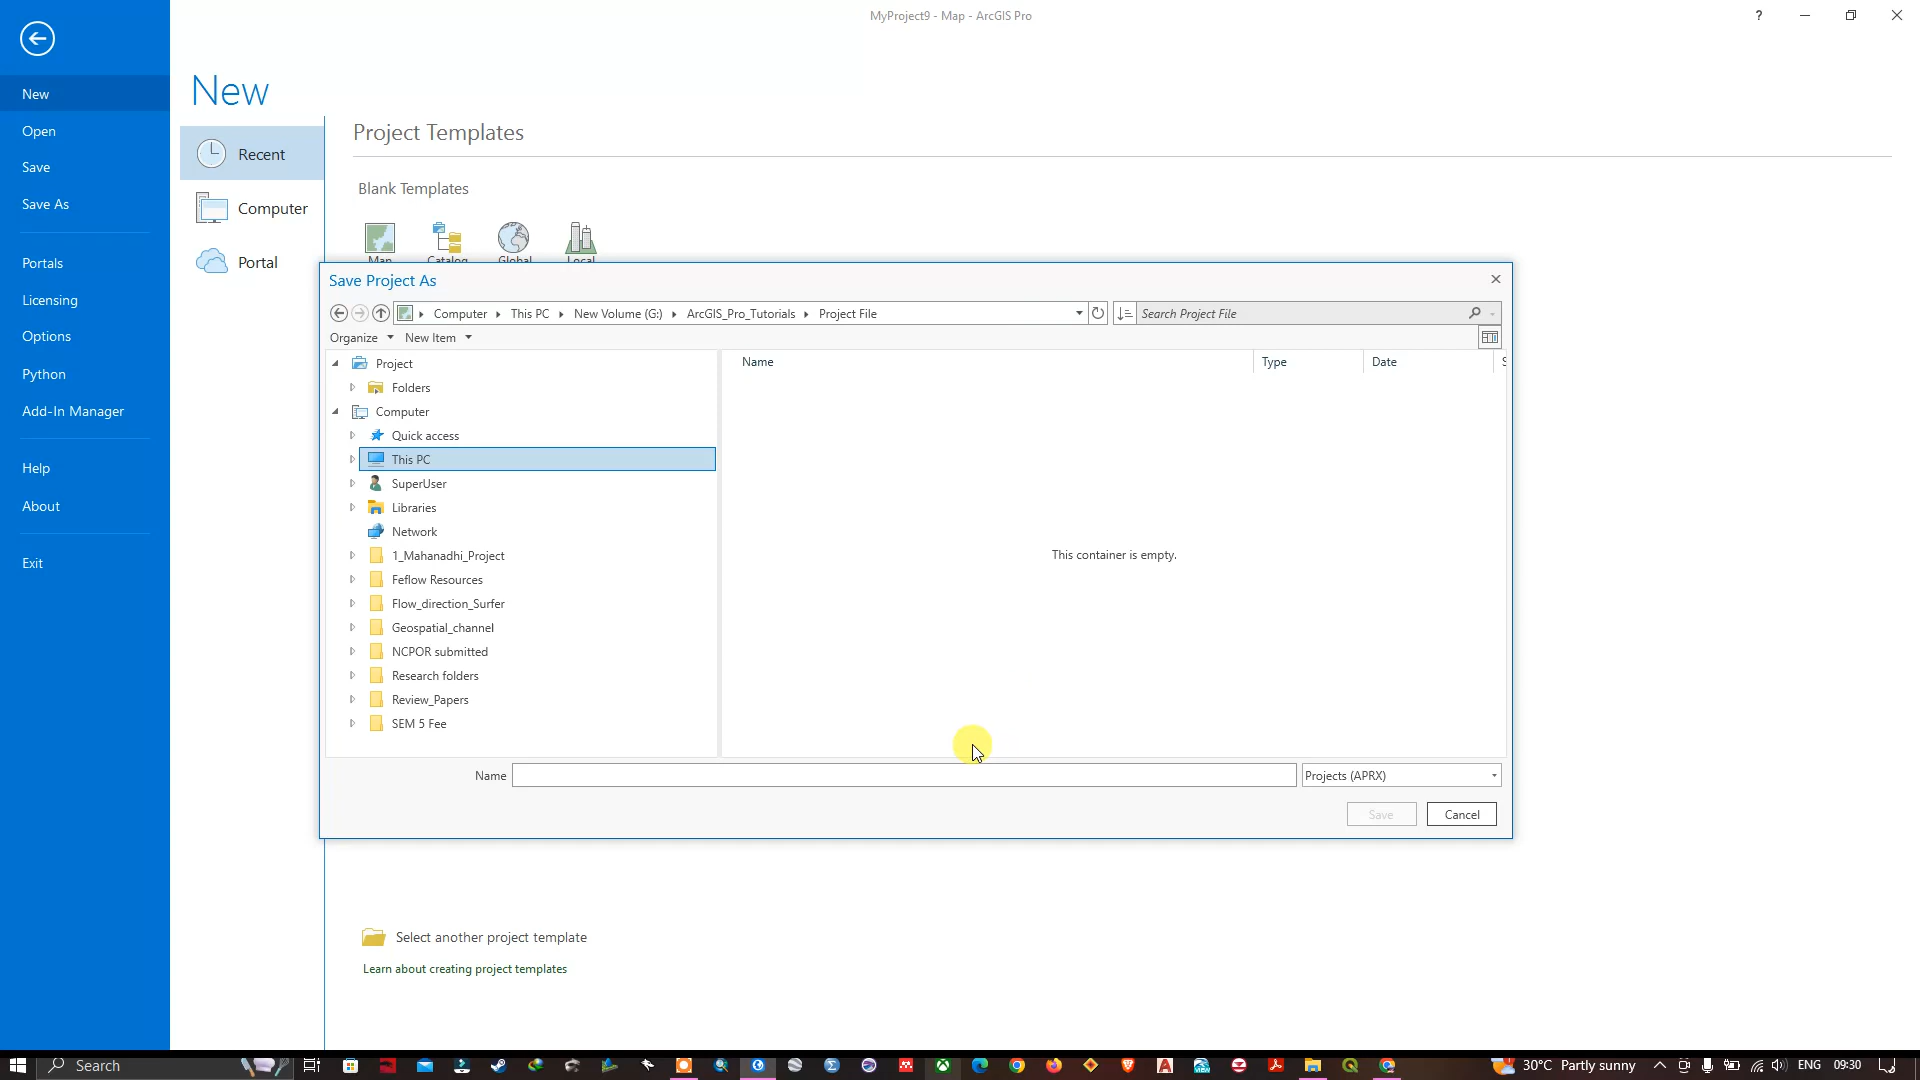 MyProject9 - Map - ArcGIS Pro
?
New
Open
Save
Save As
Portals
Licensing
Options
Python
Add-In Manager
Help
About
Exit
New
Recent
Computer
Portal
Project Templates
Blank Templates
Map
Catalog
Global
Local
Save Project As
Computer
This PC
New Volume (G:)
ArcGIS_Pro_Tutorials
Project File
Search Project File
Organize
New Item
Project
Folders
Computer
Quick access
This PC
SuperUser
Libraries
Network
1_Mahanadhi_Project
Feflow Resources
Flow_direction_Surfer
Geospatial_channel
NCPOR submitted
Research folders
Review_Papers
SEM 5 Fee
Name
Type
Date
This container is empty.
Name
Projects (APRX)
Save
Cancel
Select another project template
Learn about creating project templates
Search
30°C Partly sunny
ENG
09:30